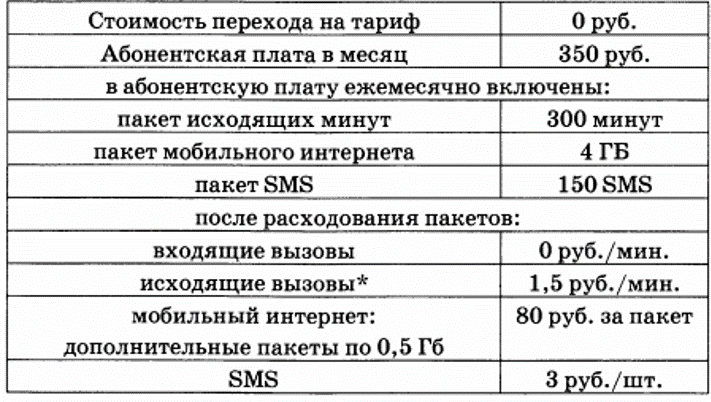 Стоимость перехода на тариф 0 руб.
Абонентская плата в месяц 350 руб.
в абонентскую плату ежемесячно включены:
пакет исходящих минут 300 минут
пакет мобильного интернета 4 ГБ
пакет SMS 150 SMS
после расходования пакетов:
входящие вызовы 0 руб./мин.
исходящие вызовы* 1,5 руб./мин.
мобильный интернет: 80 руб. за пакет
дополнительные пакеты по 0,5 Гб
SMS 3 руб./шт.